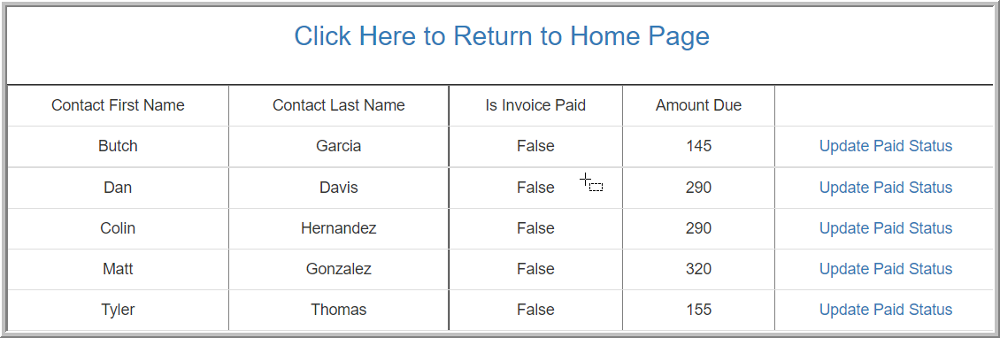 Click Here to Return to Home Page
Contact First Name Contact Last Name Is Invoice Paid Amount Due
Butch Garcia False 145 Update Paid Status
Dan Davis False 290 Update Paid Status
Colin Hernandez False 290 Update Paid Status
Matt Gonzalez False 320 Update Paid Status
Tyler Thomas False 155 Update Paid Status